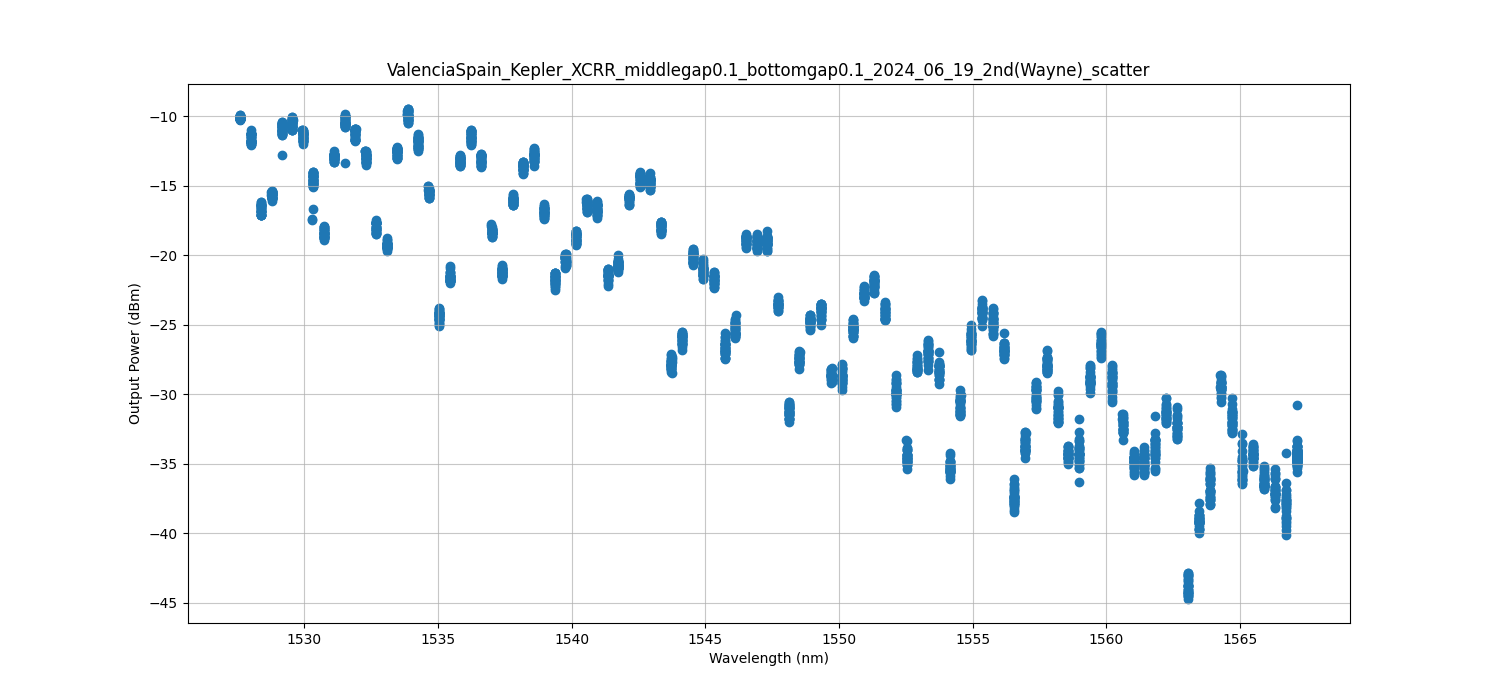 ValenciaSpain_Kepler_XCRR_middlegap0.1_bottomgap0.1_2024_06_19_2nd(Wayne)_scatter
Output Power (dBm)
−10
−15
−20
−25
−30
−35
−40
−45
1530 1535 1540 1545 1550 1555 1560 1565
Wavelength (nm)